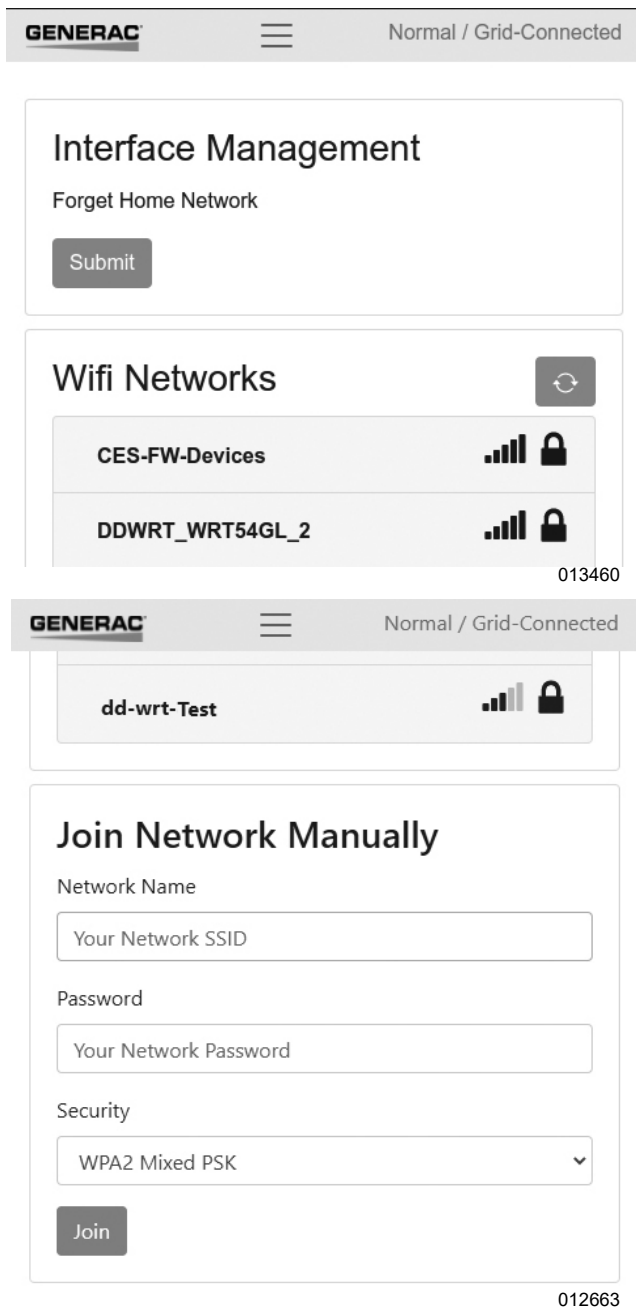 GENERAC Normal / Grid-Connected
Interface Management
Forget Home Network
Submit
Wifi Networks
CES-FW-Devices
DDWRT_WRT54GL_2
013460
GENERAC Normal / Grid-Connected
dd-wrt-Test
Join Network Manually
Network Name
Your Network SSID
Password
Your Network Password
Security
WPA2 Mixed PSK
Join
012663